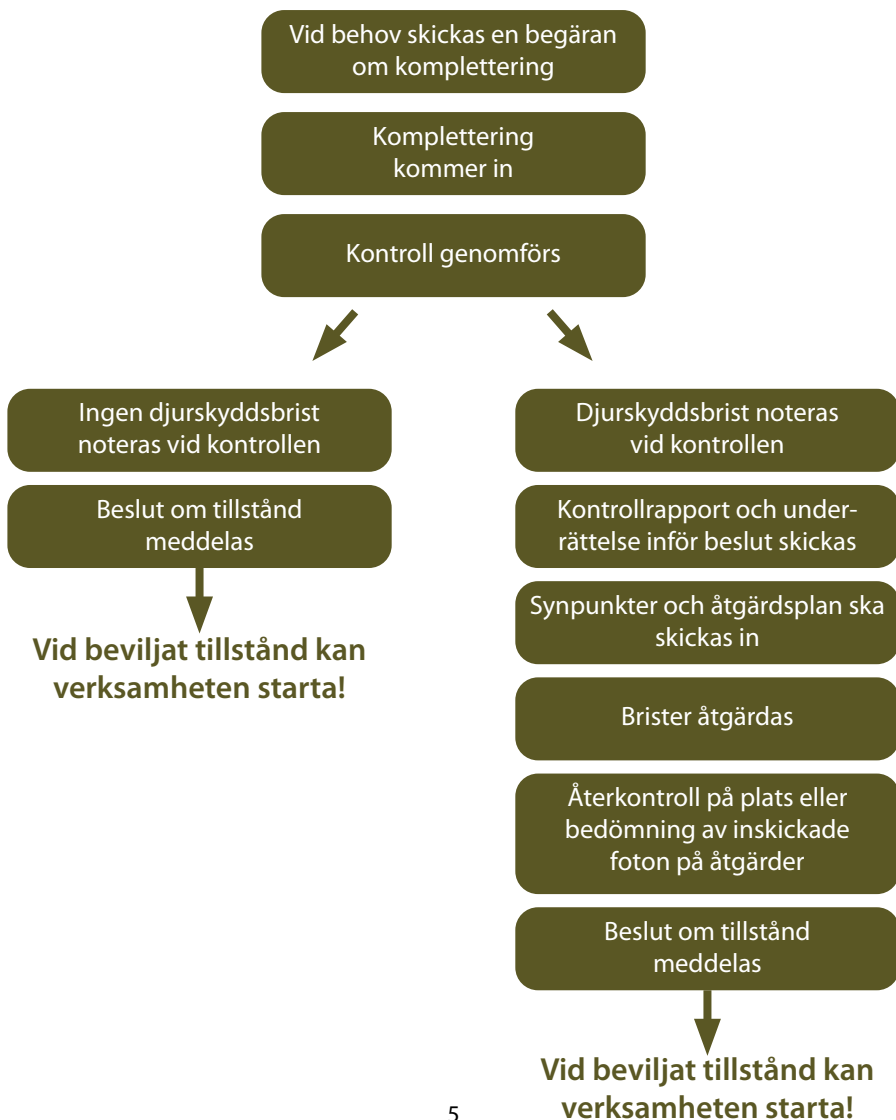 Vid behov skickas en begäran
om komplettering
Komplettering
kommer in
Kontroll genomförs
Ingen djurskyddsbrist
noteras vid kontrollen
Beslut om tillstånd
meddelas
Vid beviljat tillstånd kan
verksamheten starta!
Djurskyddsbrist noteras
vid kontrollen
Kontrollrapport och under-
rättelse inför beslut skickas
Synpunkter och åtgärdsplan ska
skickas in
Brister åtgärdas
Återkontroll på plats eller
bedömning av inskickade
foton på åtgärder
Beslut om tillstånd
meddelas
Vid beviljat tillstånd kan
verksamheten starta!
5